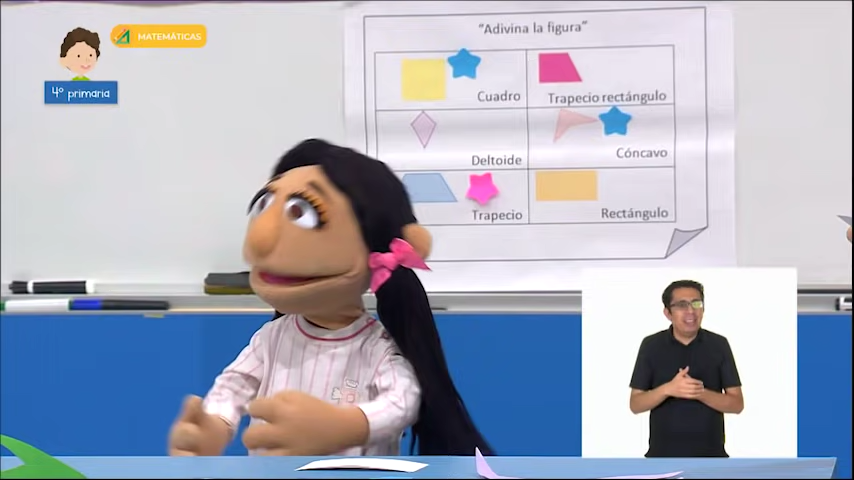 MATEMÁTICAS
4º primaria
"Adivina la figura"
Cuadro
Trapecio rectángulo
Deltoide
Cóncavo
Trapecio
Rectángulo